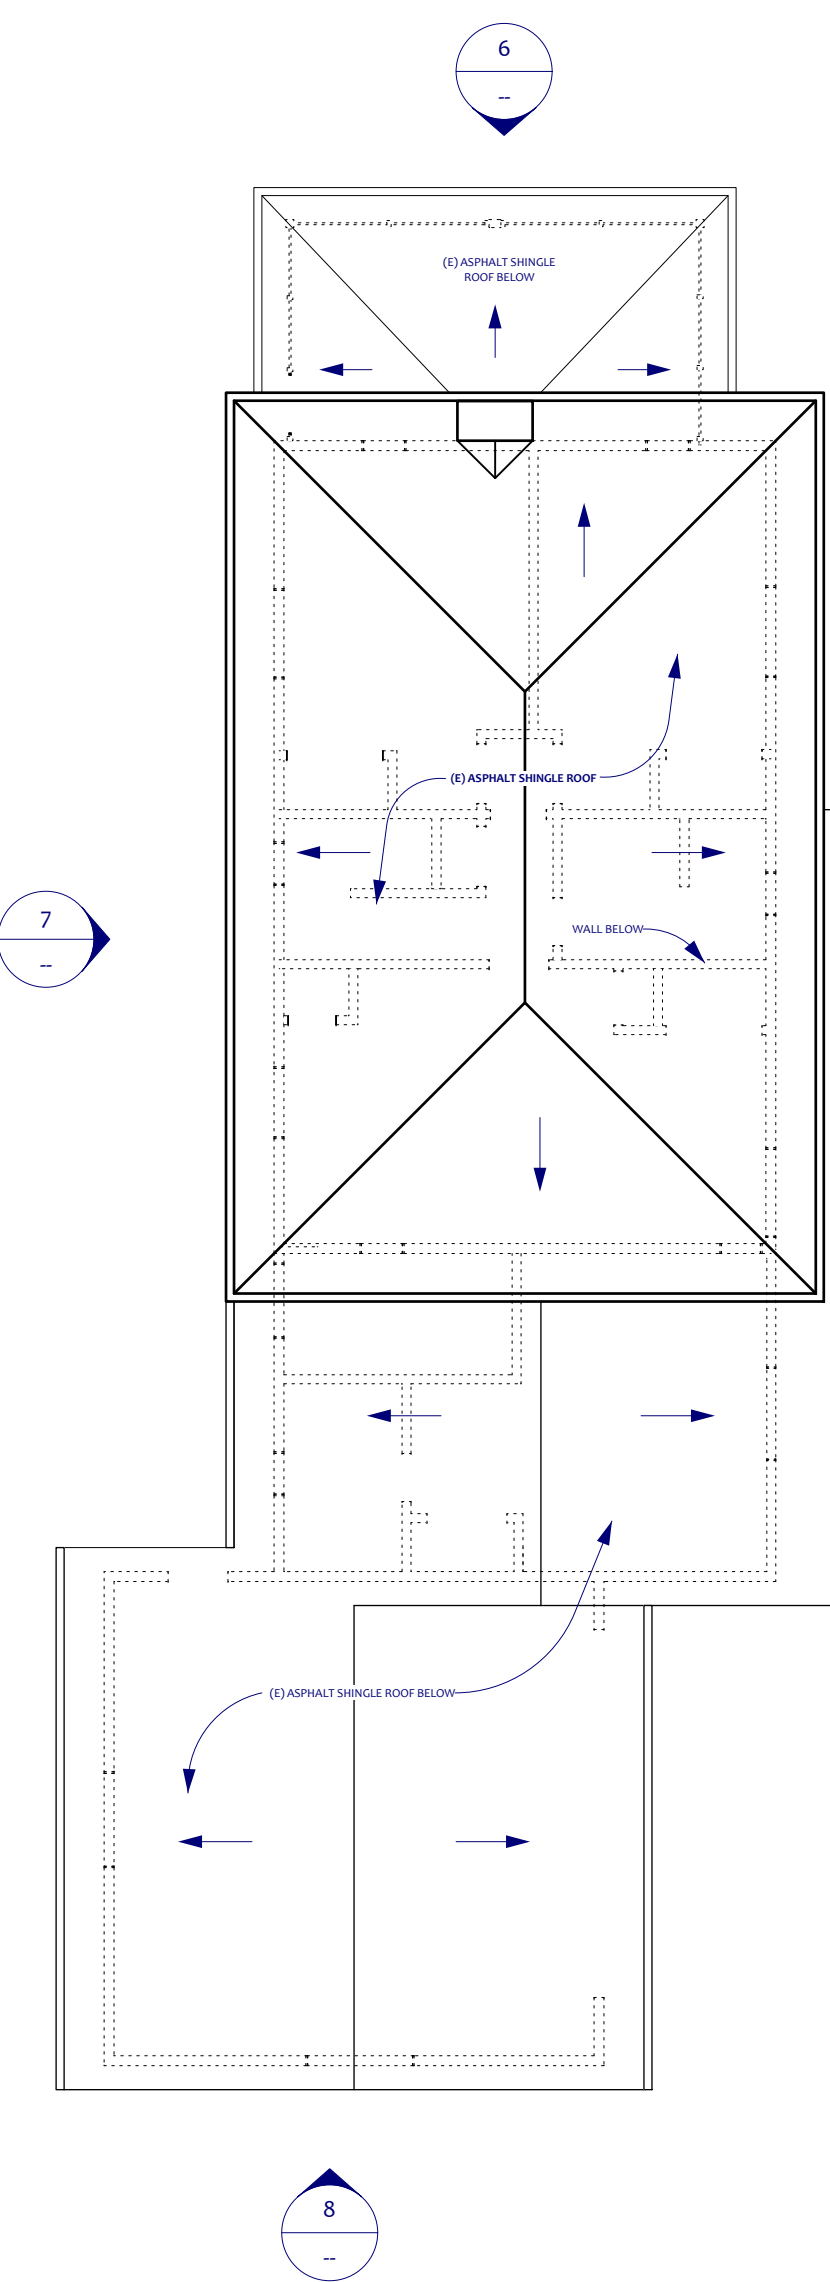 6
--
(E) ASPHALT SHINGLE
ROOF BELOW
(E) ASPHALT SHINGLE ROOF
7
--
WALL BELOW
(E) ASPHALT SHINGLE ROOF BELOW
8
--